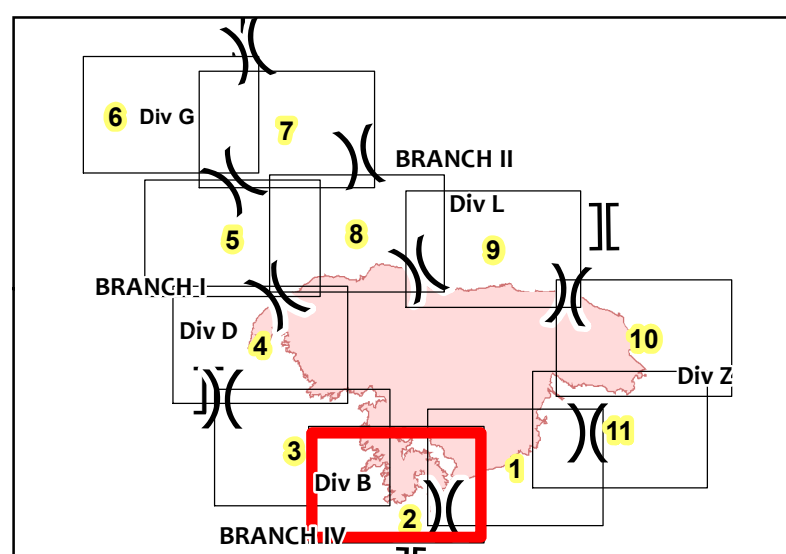 6
Div G
7
BRANCH II
Div L
5
8
9
BRANCH I
Div D
4
10
Div Z
11
3
1
Div B
2
BRANCH IV